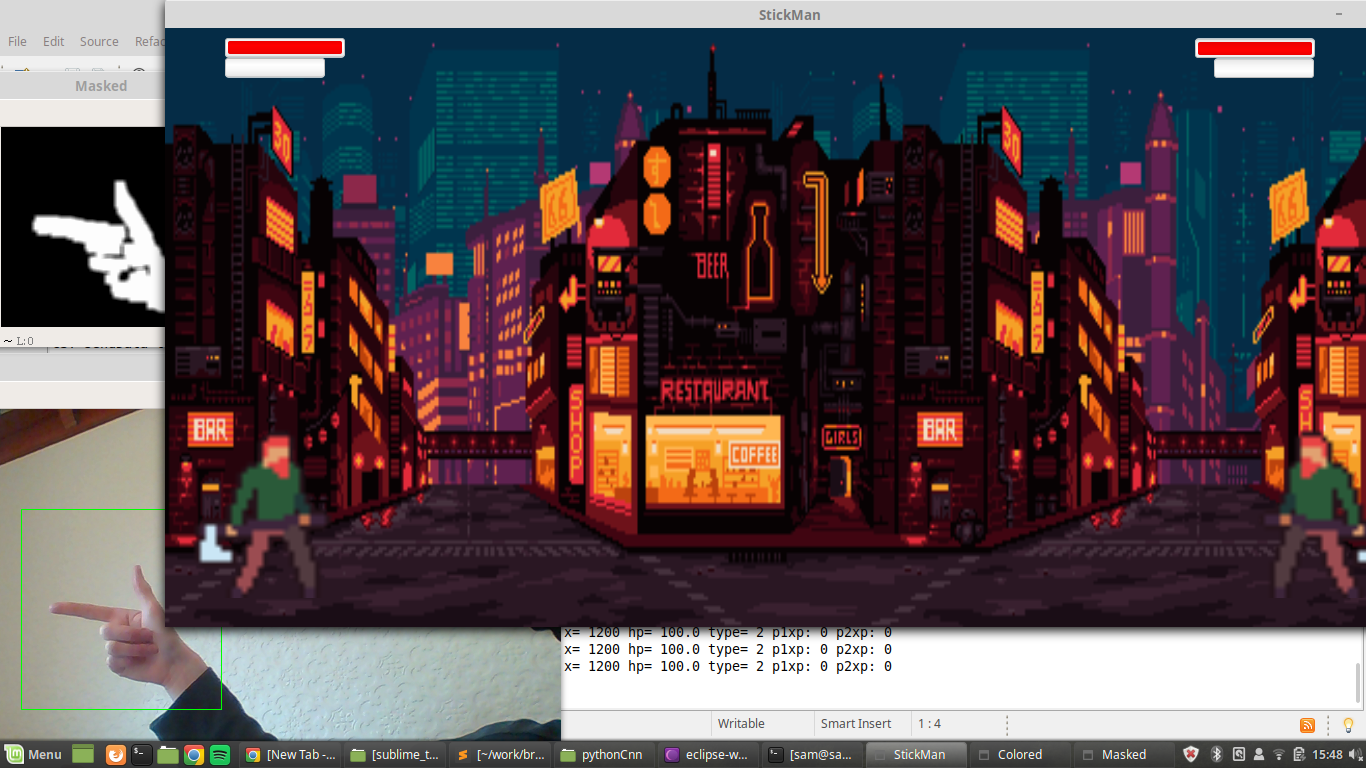 StickMan
File Edit Source Refac
Masked
30
30
BEER
RESTAURANT
BAR
SHOP
COFFEE
GIRLS
BAR
~ L:0
x= 1200 hp= 100.0 type= 2 p1xp: 0 p2xp: 0
x= 1200 hp= 100.0 type= 2 p1xp: 0 p2xp: 0
x= 1200 hp= 100.0 type= 2 p1xp: 0 p2xp: 0
Writable Smart Insert 1 : 4
Menu [New Tab -... [sublime_t... [~/work/br... pythonCnn eclipse-w... [sam@sa... StickMan Colored Masked 15:48